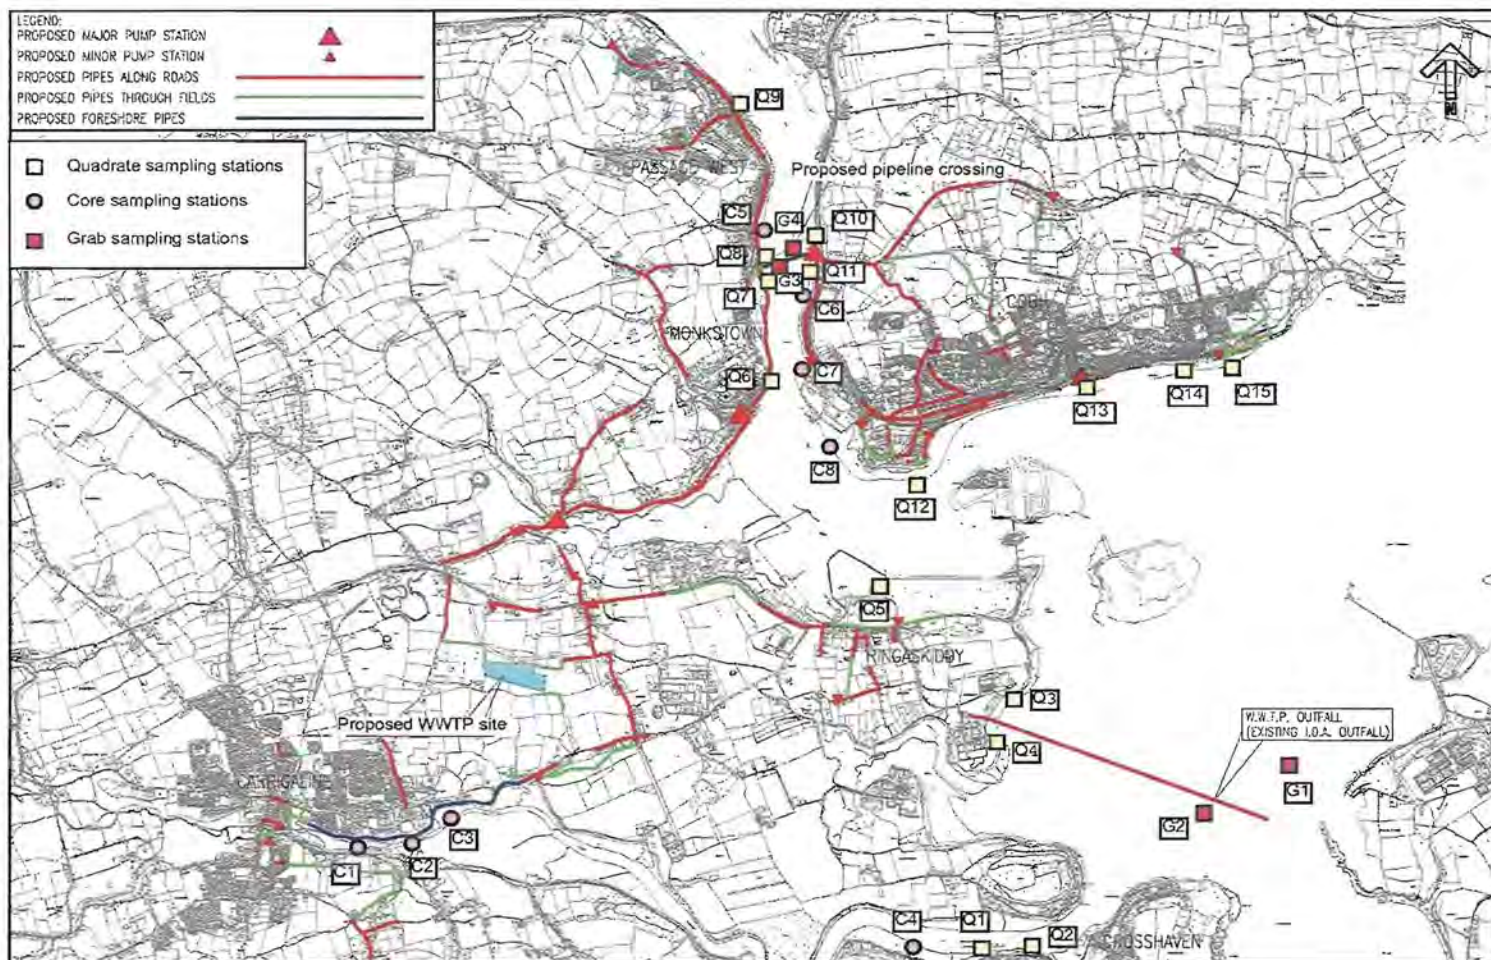 LEGEND:
PROPOSED MAJOR PUMP STATION
PROPOSED MINOR PUMP STATION
PROPOSED PIPES ALONG ROADS
PROPOSED PIPES THROUGH FIELDS
PROPOSED FORESHORE PIPES
Quadrate sampling stations
Core sampling stations
Grab sampling stations
Q9
PASSAGE WEST
Proposed pipeline crossing
C5
G4
Q10
Q8
Q11
G3
Q7
C6
COBH
MONKSTOWN
C7
Q6
Q13
Q14
Q15
C8
Q12
Q5
RINGASKIDDY
Q3
Proposed WWTP site
W.W.T.P. OUTFALL
(EXISTING I.D.A. OUTFALL)
Q4
CARRIGALINE
G1
G2
C3
C1
C2
C4
Q1
Q2
CROSSHAVEN